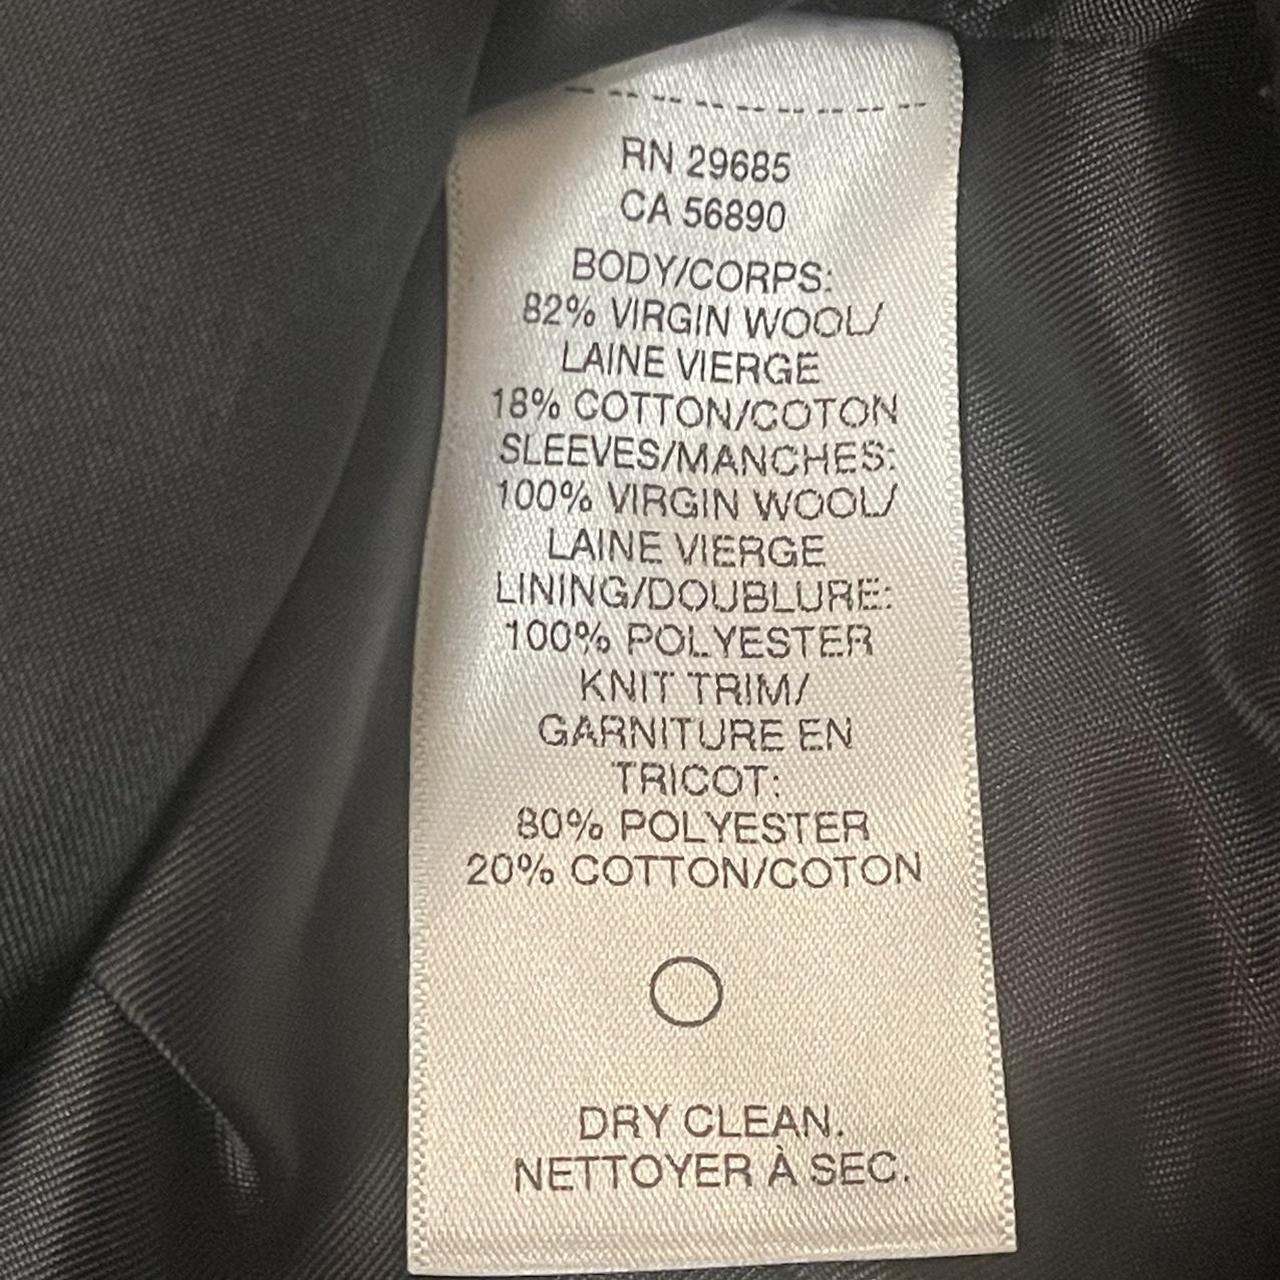 RN 29685
CA 56890
BODY/CORPS:
82% VIRGIN WOOL/
LAINE VIERGE
18% COTTON/COTON
SLEEVES/MANCHES:
100% VIRGIN WOOL/
LAINE VIERGE
LINING/DOUBLURE:
100% POLYESTER
KNIT TRIM/
GARNITURE EN
TRICOT:
80% POLYESTER
20% COTTON/COTON
DRY CLEAN.
NETTOYER À SEC.